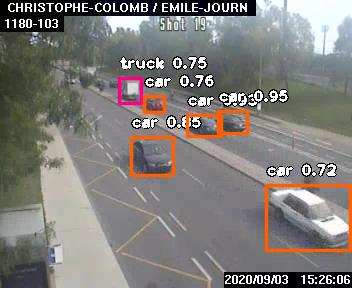 CHRISTOPHE-COLOMB / EMILE-JOURN
1180-103
Shot 19
truck 0.75
car 0.76
car 0.95
car 0.85
car 0.72
2020/09/03 15:26:06